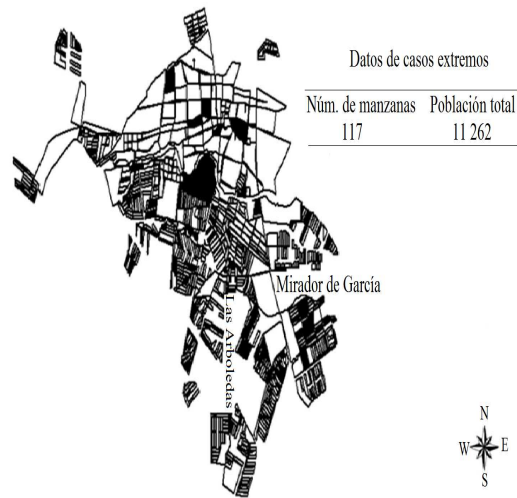 Datos de casos extremos
Núm. de manzanas Población total
117 11 262
Mirador de García
Las Arboledas
N
W E
S